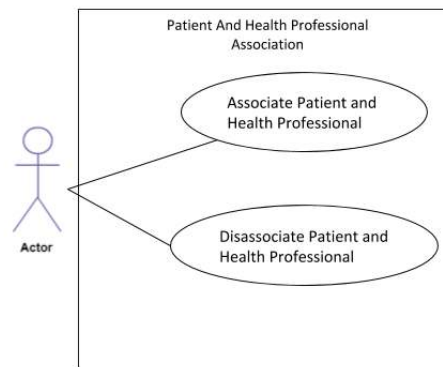 Patient And Health Professional
Association
Associate Patient and
Health Professional
Actor
Disassociate Patient and
Health Professional